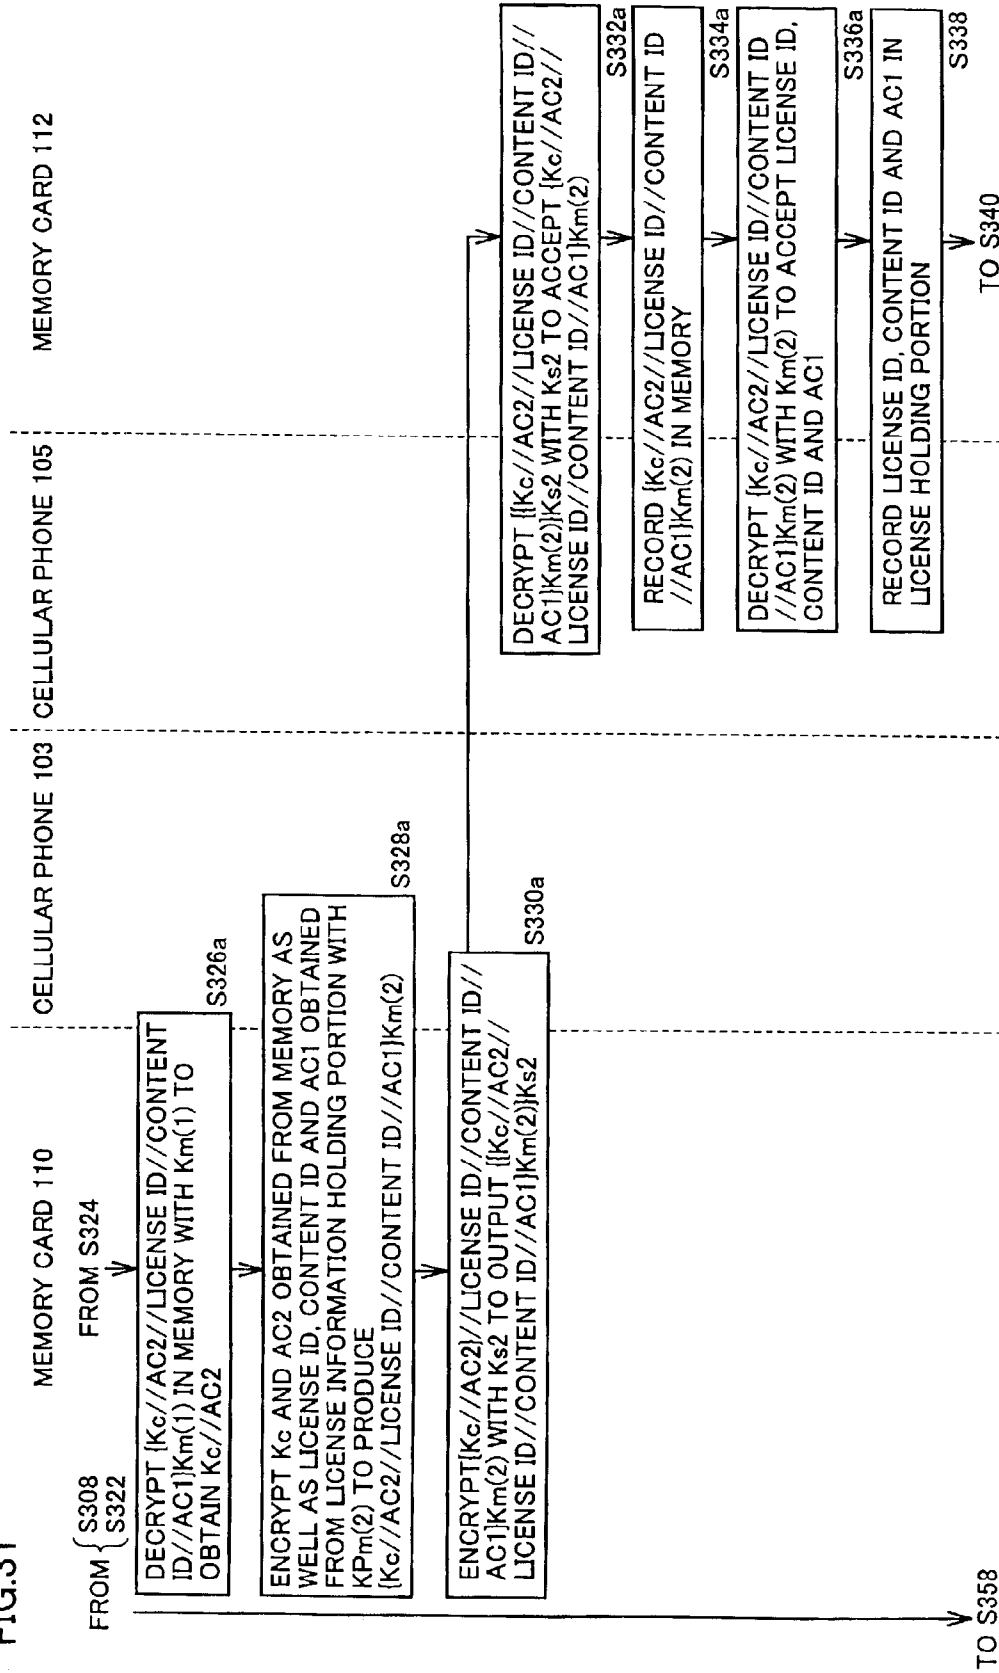 FIG.31
MEMORY CARD 110
CELLULAR PHONE 103
CELLULAR PHONE 105
MEMORY CARD 112
FROM { S308
S322
FROM S324
DECRYPT {Kc//AC2//LICENSE ID//CONTENT
ID//AC1}Km(1) IN MEMORY WITH Km(1) TO
OBTAIN Kc//AC2
S326a
ENCRYPT Kc AND AC2 OBTAINED FROM MEMORY AS
WELL AS LICENSE ID, CONTENT ID AND AC1 OBTAINED
FROM LICENSE INFORMATION HOLDING PORTION WITH
KPm(2) TO PRODUCE
{Kc//AC2//LICENSE ID//CONTENT ID//AC1}Km(2)
S328a
ENCRYPT{Kc//AC2}//LICENSE ID//CONTENT ID//
AC1}Km(2) WITH Ks2 TO OUTPUT {{Kc//AC2//
LICENSE ID//CONTENT ID//AC1}Km(2)}Ks2
S330a
DECRYPT {{Kc//AC2//LICENSE ID//CONTENT ID//
AC1}Km(2)}Ks2 WITH Ks2 TO ACCEPT {Kc//AC2//
LICENSE ID//CONTENT ID//AC1}Km(2)
S332a
RECORD {Kc//AC2//LICENSE ID//CONTENT ID
//AC1}Km(2) IN MEMORY
S334a
DECRYPT {Kc//AC2//LICENSE ID//CONTENT ID
//AC1}Km(2) WITH Km(2) TO ACCEPT LICENSE ID,
CONTENT ID AND AC1
S336a
RECORD LICENSE ID, CONTENT ID AND AC1 IN
LICENSE HOLDING PORTION
S338
TO S340
TO S358